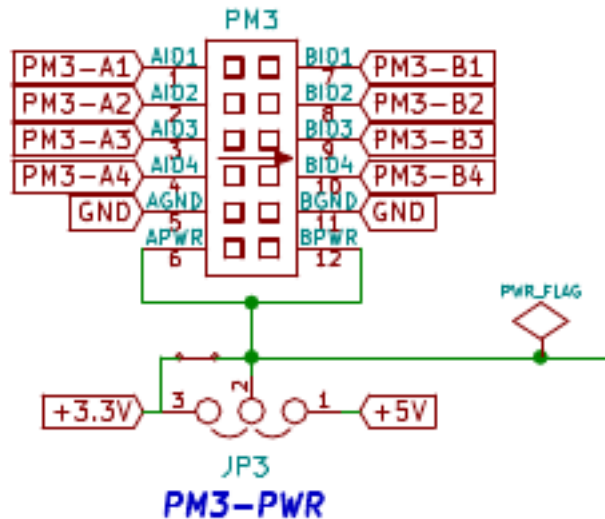 PM3
PM3-A1 AIO1 1 BIO1 7 PM3-B1
PM3-A2 AIO2 2 BIO2 8 PM3-B2
PM3-A3 AIO3 3 BIO3 9 PM3-B3
PM3-A4 AIO4 4 BIO4 10 PM3-B4
GND AGND 5 BGND 11 GND
APWR 6 BPWR 12
PWR_FLAG
+3.3V 3 2 1 +5V
JP3
PM3-PWR